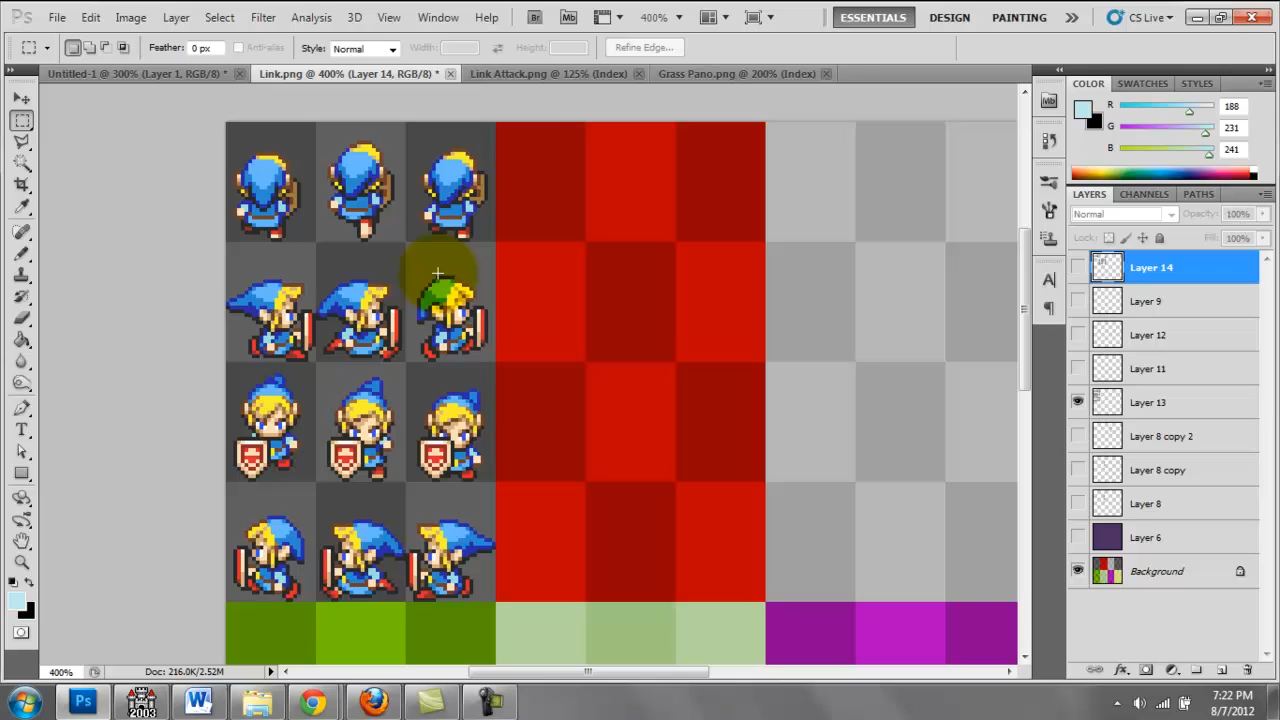 Ps File Edit Image Layer Select Filter Analysis 3D View Window Help Br Mb 400% ESSENTIALS DESIGN PAINTING CS Live
Feather: 0 px Anti-alias Style: Normal Width: Height: Refine Edge...
Untitled-1 @ 300% (Layer 1, RGB/8) * Link.png @ 400% (Layer 14, RGB/8) * Link Attack.png @ 125% (Index) Grass Pano.png @ 200% (Index)
COLOR SWATCHES STYLES
Mb
R 188
G 231
B 241
LAYERS CHANNELS PATHS
Normal Opacity: 100%
Lock: Fill: 100%
Layer 14
Layer 9
Layer 12
Layer 11
Layer 13
Layer 8 copy 2
Layer 8 copy
Layer 8
Layer 6
Background
400% Doc: 216.0K/2.52M
Ps 2003 W
7:22 PM
8/7/2012